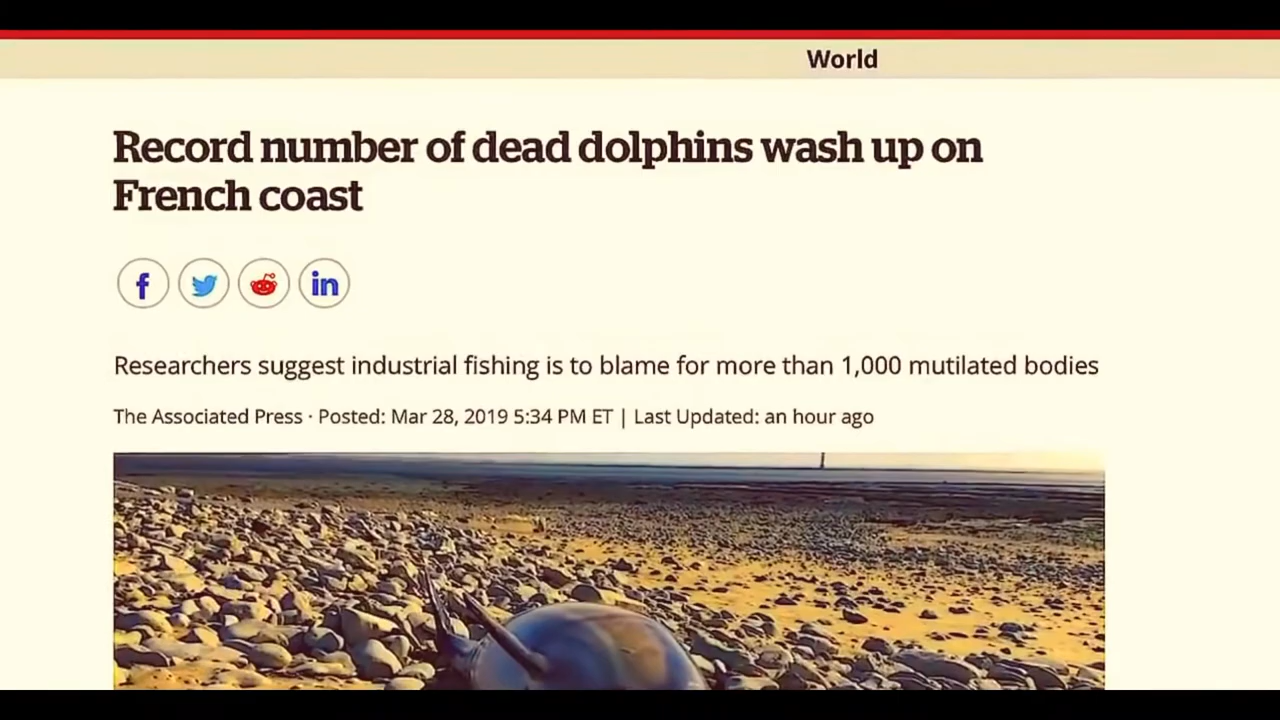 World
Record number of dead dolphins wash up on
French coast
f in
Researchers suggest industrial fishing is to blame for more than 1,000 mutilated bodies
The Associated Press · Posted: Mar 28, 2019 5:34 PM ET | Last Updated: an hour ago